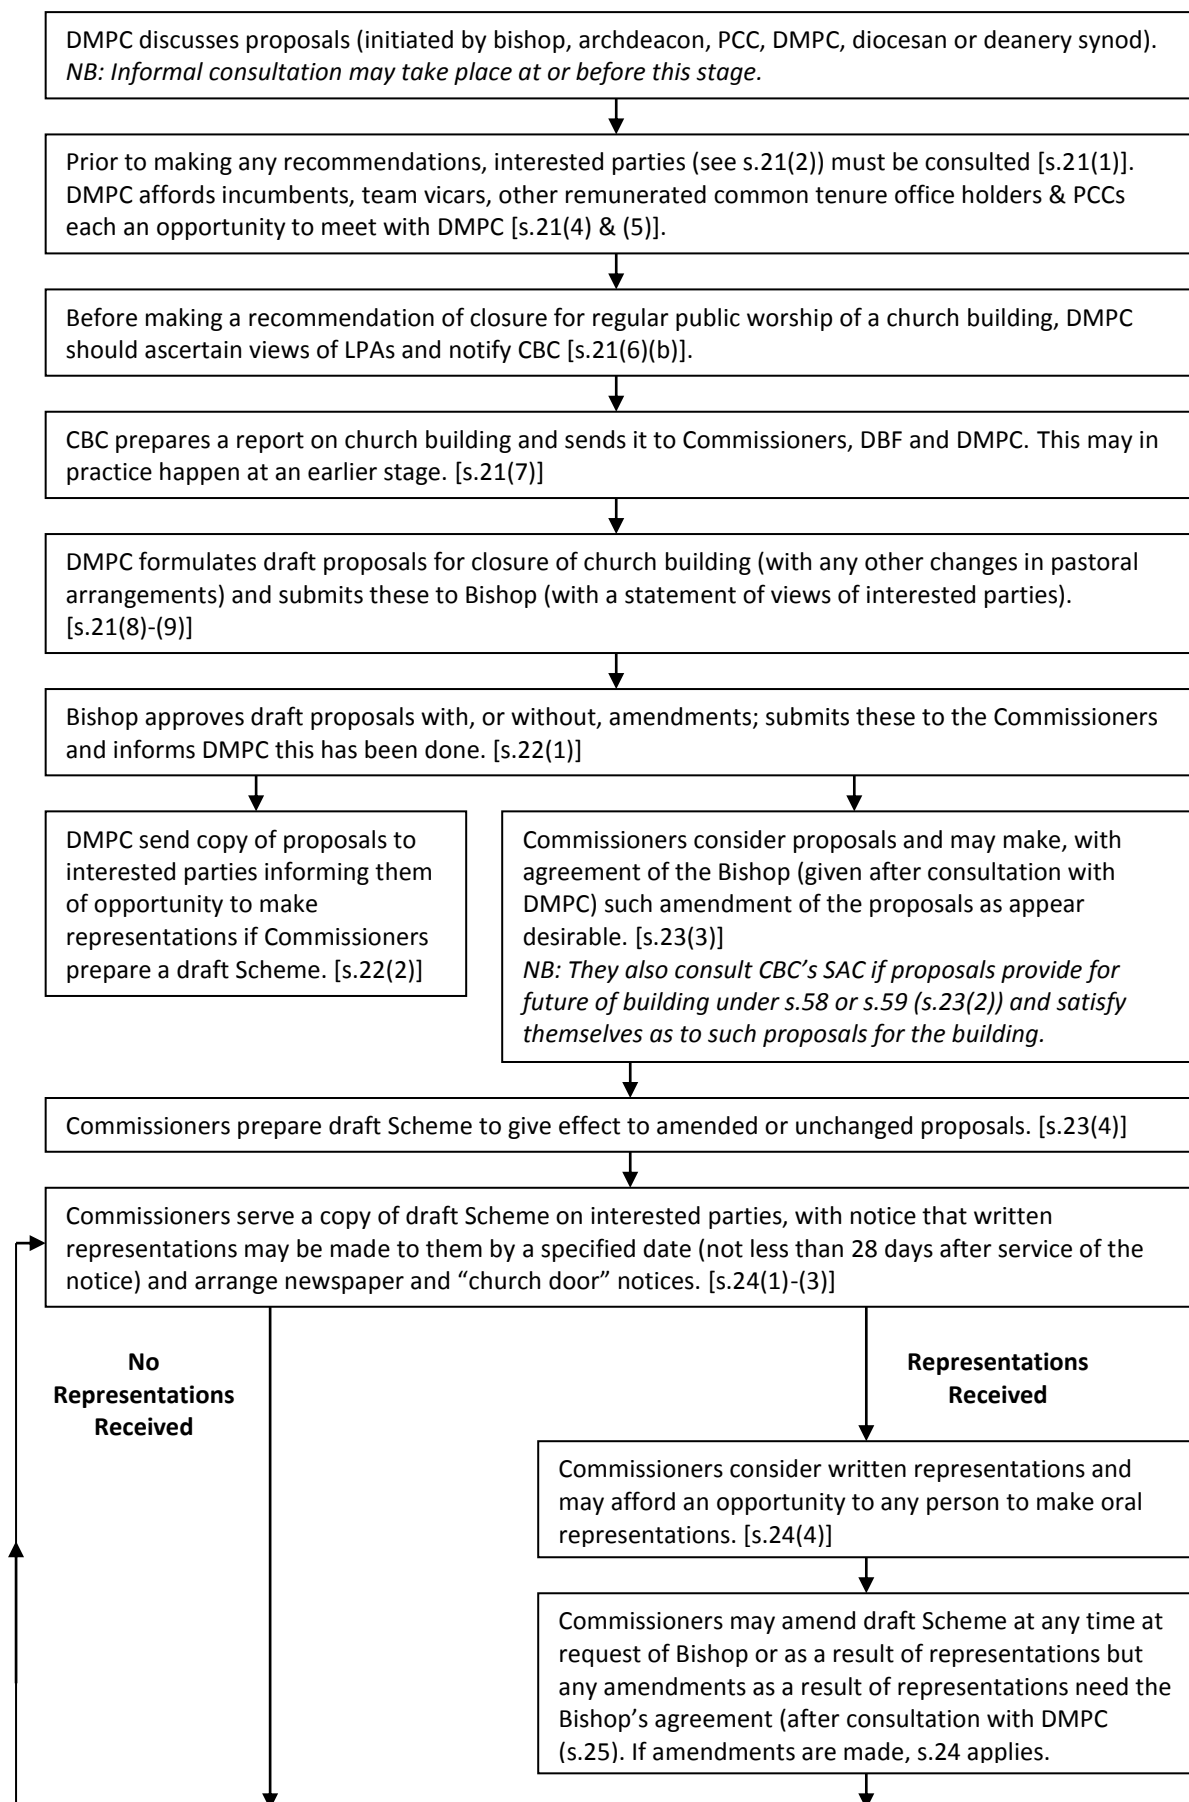 DMPC discusses proposals (initiated by bishop, archdeacon, PCC, DMPC, diocesan or deanery synod).
NB: Informal consultation may take place at or before this stage.
Prior to making any recommendations, interested parties (see s.21(2)) must be consulted [s.21(1)].
DMPC affords incumbents, team vicars, other remunerated common tenure office holders & PCCs
each an opportunity to meet with DMPC [s.21(4) & (5)].
Before making a recommendation of closure for regular public worship of a church building, DMPC
should ascertain views of LPAs and notify CBC [s.21(6)(b)].
CBC prepares a report on church building and sends it to Commissioners, DBF and DMPC. This may in
practice happen at an earlier stage. [s.21(7)]
DMPC formulates draft proposals for closure of church building (with any other changes in pastoral
arrangements) and submits these to Bishop (with a statement of views of interested parties).
[s.21(8)-(9)]
Bishop approves draft proposals with, or without, amendments; submits these to the Commissioners
and informs DMPC this has been done. [s.22(1)]
DMPC send copy of proposals to
interested parties informing them
of opportunity to make
representations if Commissioners
prepare a draft Scheme. [s.22(2)]
Commissioners consider proposals and may make, with
agreement of the Bishop (given after consultation with
DMPC) such amendment of the proposals as appear
desirable. [s.23(3)]
NB: They also consult CBC’s SAC if proposals provide for
future of building under s.58 or s.59 (s.23(2)) and satisfy
themselves as to such proposals for the building.
Commissioners prepare draft Scheme to give effect to amended or unchanged proposals. [s.23(4)]
Commissioners serve a copy of draft Scheme on interested parties, with notice that written
representations may be made to them by a specified date (not less than 28 days after service of the
notice) and arrange newspaper and “church door” notices. [s.24(1)-(3)]
No
Representations
Received
Representations
Received
Commissioners consider written representations and
may afford an opportunity to any person to make oral
representations. [s.24(4)]
Commissioners may amend draft Scheme at any time at
request of Bishop or as a result of representations but
any amendments as a result of representations need the
Bishop’s agreement (after consultation with DMPC
(s.25). If amendments are made, s.24 applies.